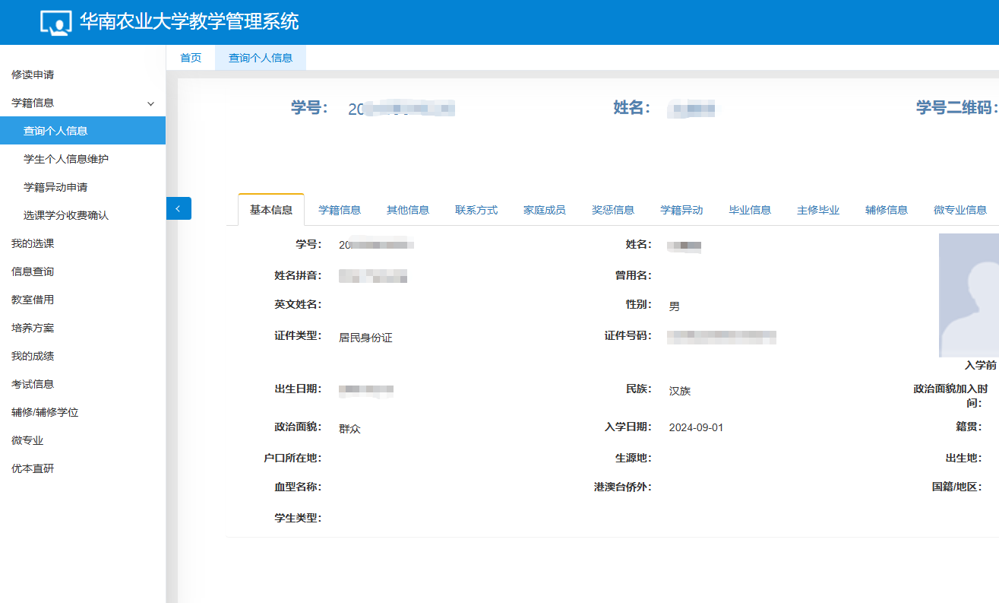 华南农业大学教学管理系统
首页 查询个人信息
修读申请
学籍信息
查询个人信息
学生个人信息维护
学籍异动申请
选课学分收费确认
我的选课
信息查询
教室借用
培养方案
我的成绩
考试信息
辅修/辅修学位
微专业
优本直研
学号： 20 姓名： 学号二维码：
基本信息 学籍信息 其他信息 联系方式 家庭成员 奖惩信息 学籍异动 毕业信息 主修毕业 辅修信息 微专业信息
学号： 20 姓名：
姓名拼音： 曾用名：
英文姓名： 性别： 男
证件类型： 居民身份证 证件号码：
入学前
出生日期： 民族： 汉族 政治面貌加入时
间：
政治面貌： 群众 入学日期： 2024-09-01 籍贯：
户口所在地： 生源地： 出生地：
血型名称： 港澳台侨外： 国籍/地区：
学生类型：